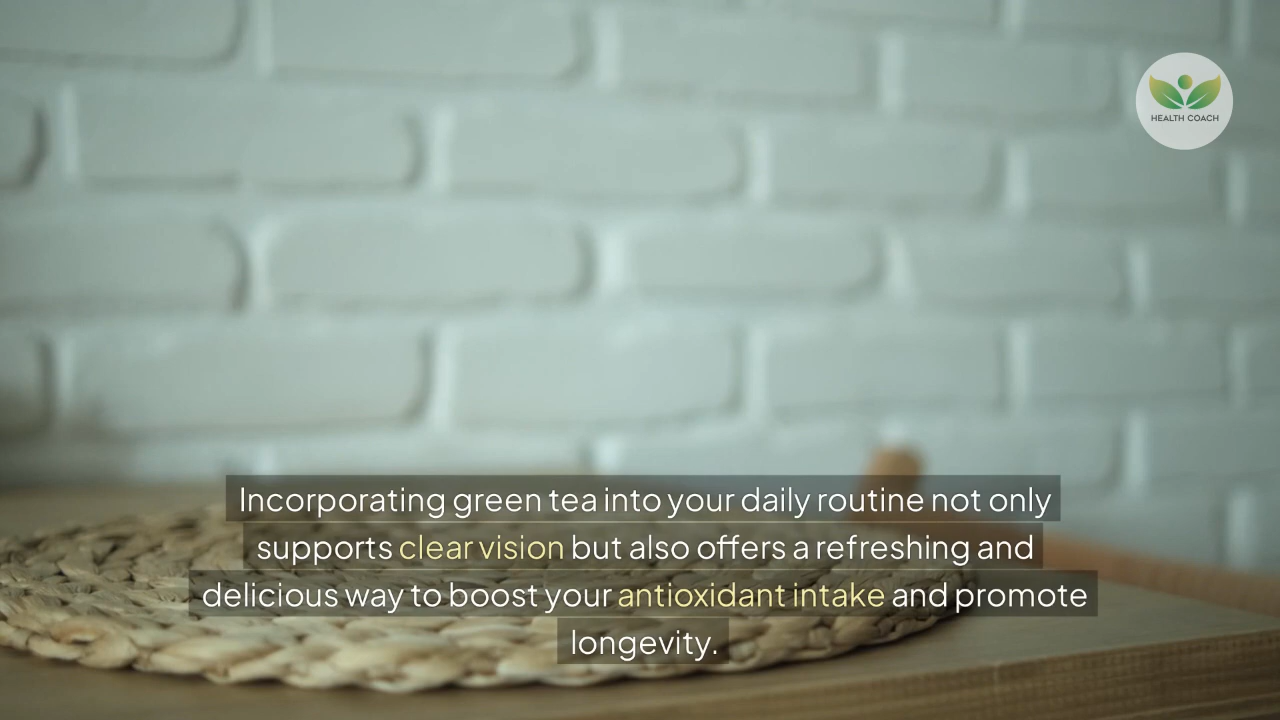 HEALTH COACH
Incorporating green tea into your daily routine not only
supports clear vision but also offers a refreshing and
delicious way to boost your antioxidant intake and promote
longevity.